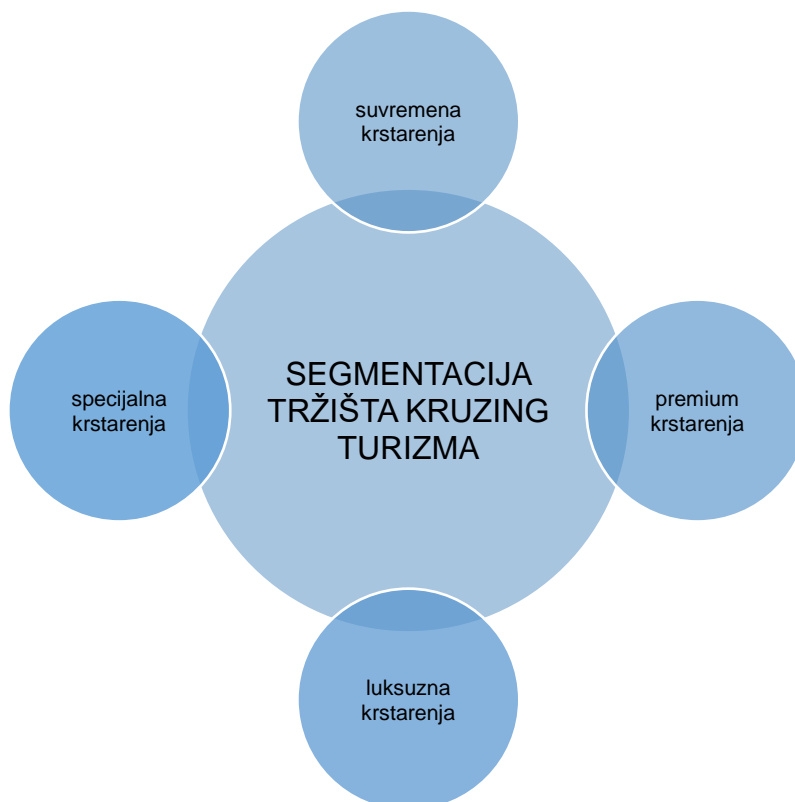 suvremena
krstarenja
specijalna
krstarenja
SEGMENTACIJA
TRŽIŠTA KRUZING
TURIZMA
premium
krstarenja
luksuzna
krstarenja